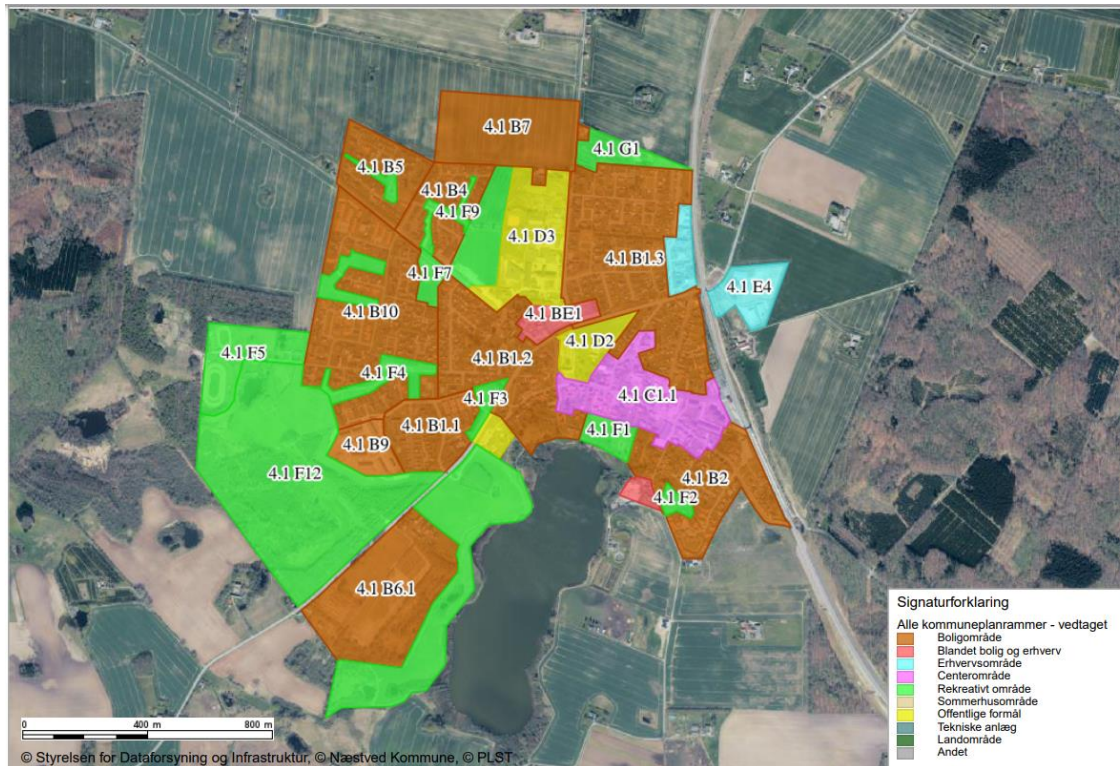 4.1 B7
4.1 G1
4.1 B5
4.1 B4
4.1 F9
4.1 D3
4.1 B1.3
4.1 F7
4.1 E4
4.1 B10
4.1 BE1
4.1 D2
4.1 F5
4.1 B1.2
4.1 F4
4.1 C1.1
4.1 F3
4.1 B1.1
4.1 F1
4.1 B9
4.1 F12
4.1 B2
4.1 F2
4.1 B6.1
Signaturforklaring
Alle kommuneplanrammer - vedtaget
Boligområde
Blandet bolig og erhverv
Erhvervsområde
Centerområde
Rekreativt område
Sommerhusområde
Offentlige formål
Tekniske anlæg
Landområde
Andet
0 400 m 800 m
© Styrelsen for Dataforsyning og Infrastruktur, © Næstved Kommune, © PLST